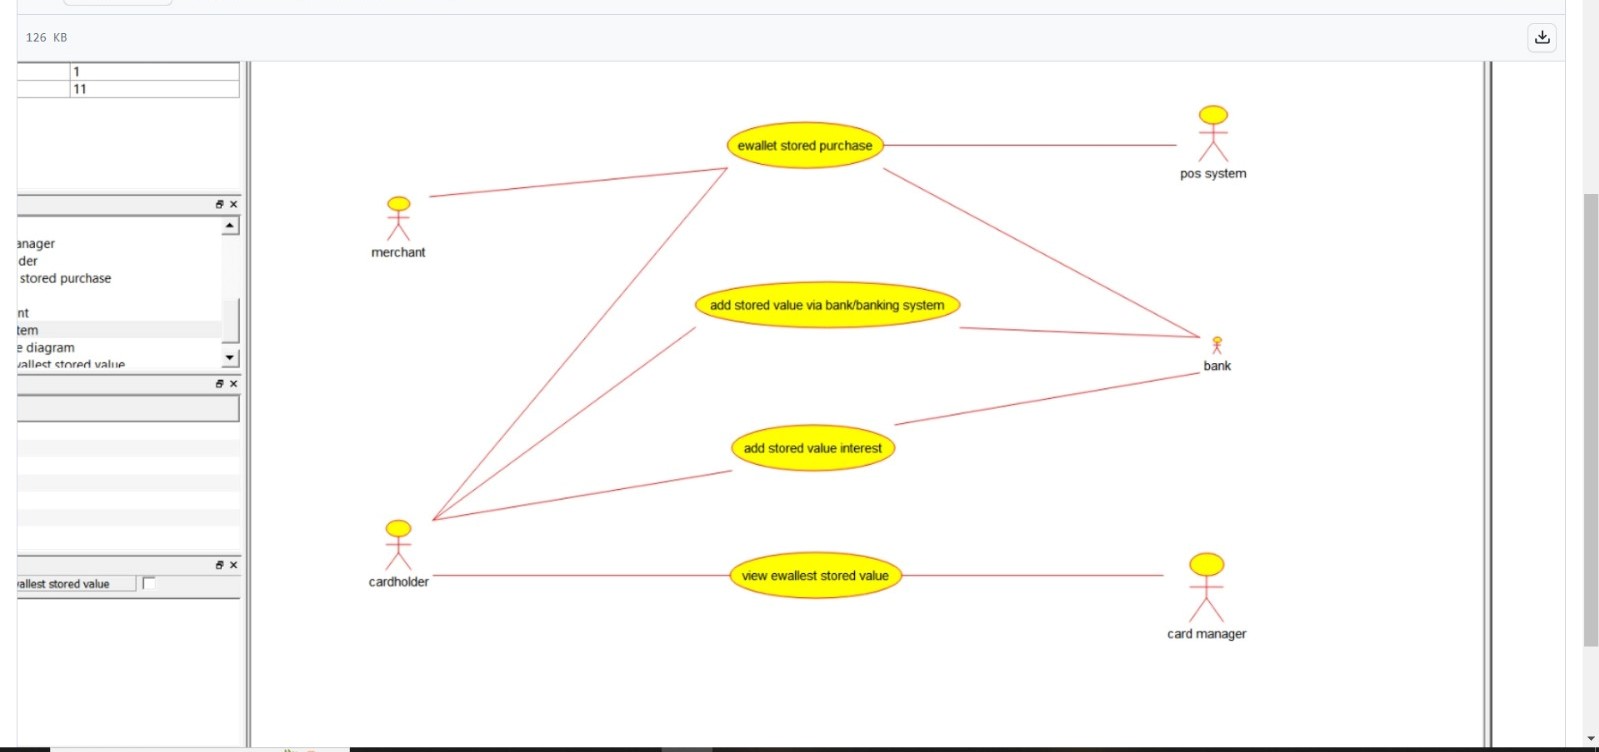 126 KB
1
11
ewallet stored purchase
pos system
merchant
anager
der
stored purchase
add stored value via bank/banking system
nt
tem
e diagram
vallest stored value
bank
add stored value interest
cardholder
view ewallest stored value
card manager
vallest stored value